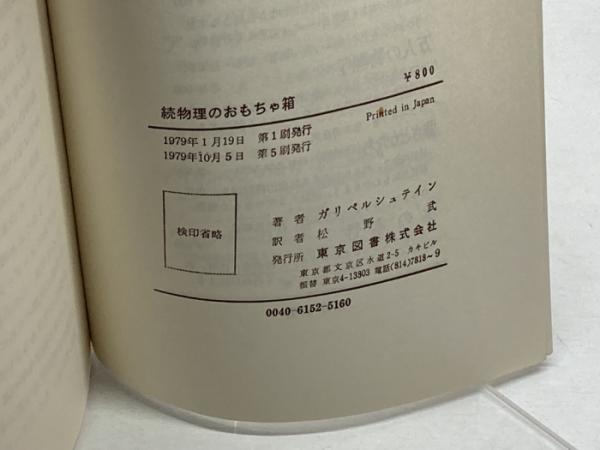 ¥800
続物理のおもちゃ箱
Printed in Japan
1979年1月19日 第1刷発行
1979年10月5日 第5刷発行
検印省略
著者 ガリペルシュテイン
訳者 松野武
発行所 東京図書株式会社
東京都文京区水道2-5 カキビル
振替 東京4-13803 電話(814)7818~9
0040-6152-5160